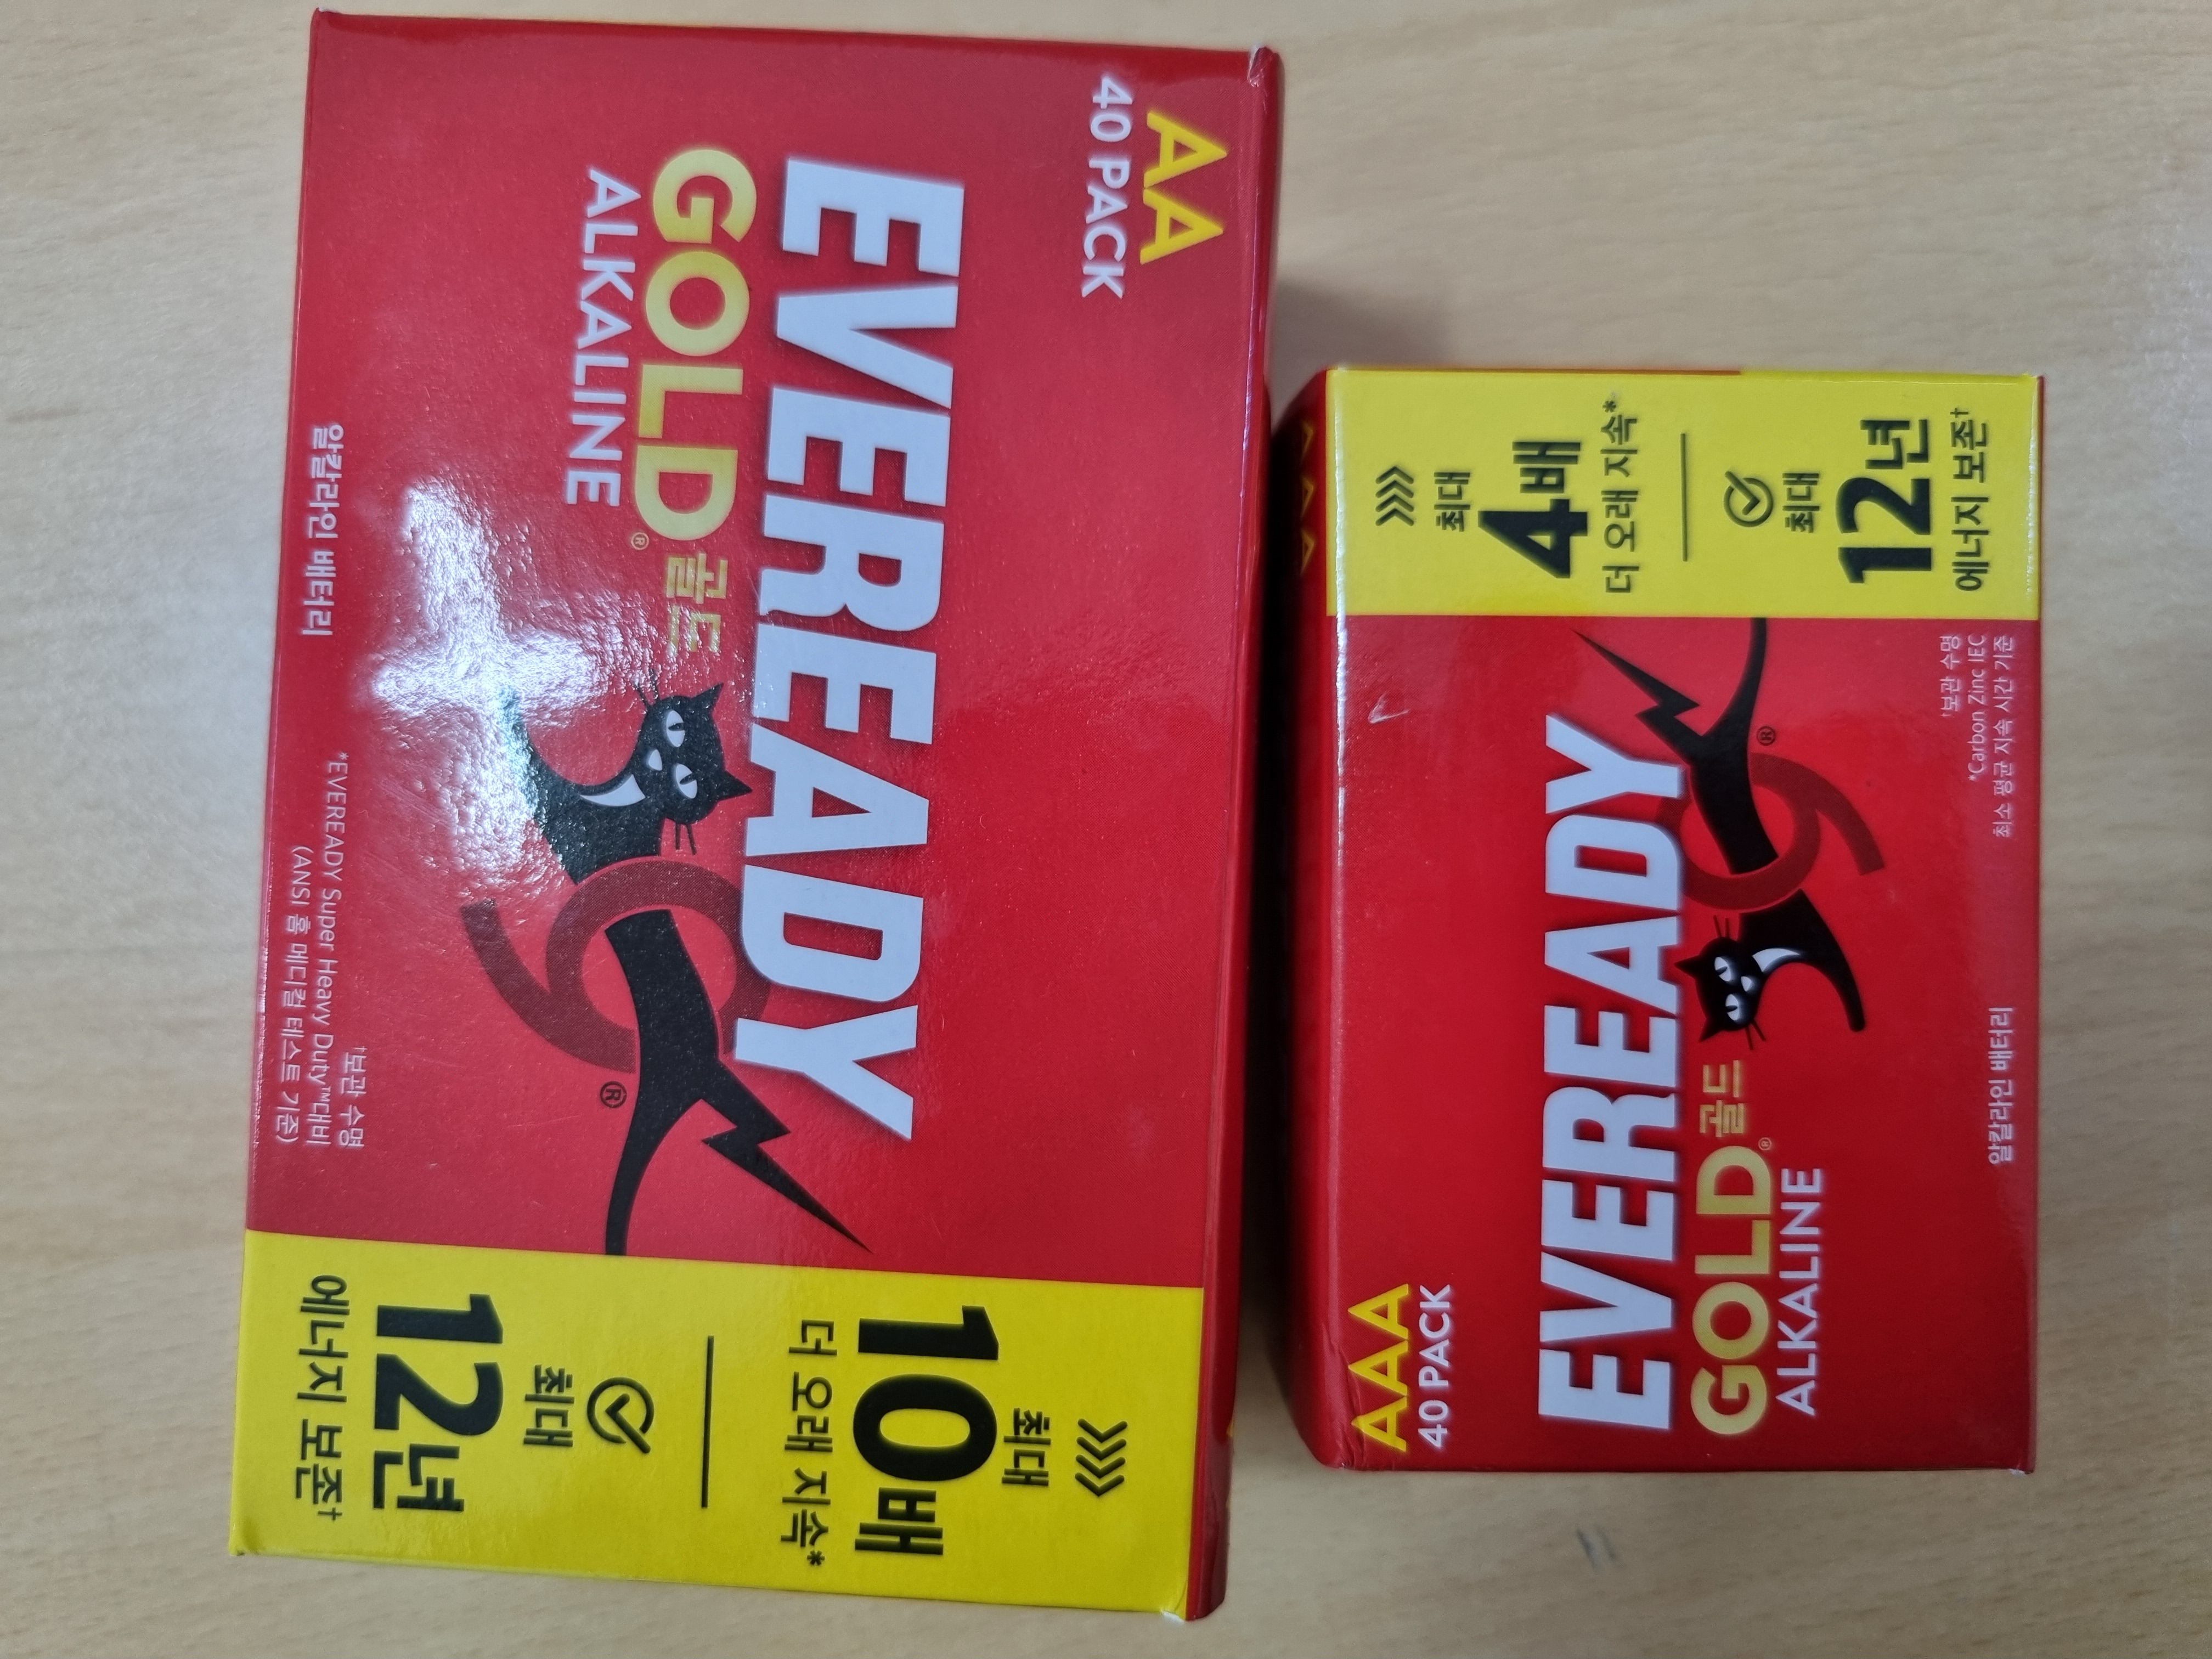 AA
40 PACK
EVEREADY
GOLD® 골드
ALKALINE
®
알칼라인 배터리
†보관 수명
*EVEREADY Super Heavy Duty™대비
(ANSI 홈 메디컬 테스트 기준)
최대
10배
더 오래 지속*
최대
12년
에너지 보존†
AAA
AAA
40 PACK
EVEREADY
GOLD® 골드
ALKALINE
®
알칼라인 배터리
†보관 수명
*Carbon Zinc IEC
최소 평균 지속 시간 기준
최대
4배
더 오래 지속*
최대
12년
에너지 보존†